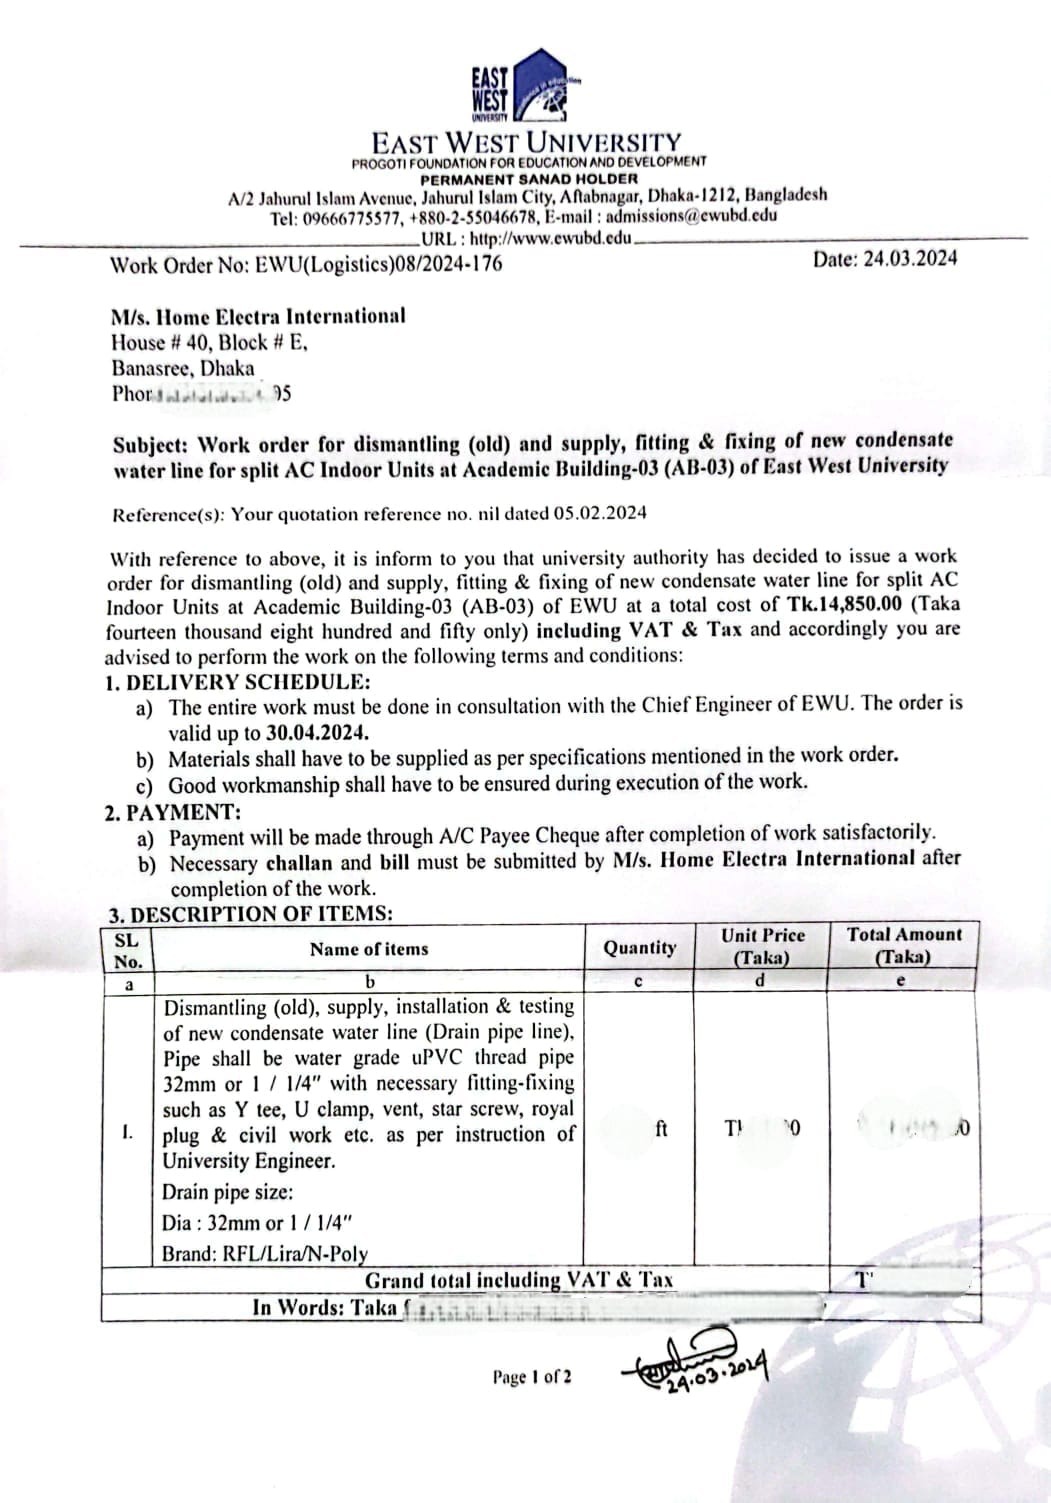 EAST
WEST
UNIVERSITY
EAST WEST UNIVERSITY
PROGOTI FOUNDATION FOR EDUCATION AND DEVELOPMENT
PERMANENT SANAD HOLDER
A/2 Jahurul Islam Avenue, Jahurul Islam City, Aftabnagar, Dhaka-1212, Bangladesh
Tel: 09666775577, +880-2-55046678, E-mail : admissions@ewubd.edu
URL : http://www.ewubd.edu
Work Order No: EWU(Logistics)08/2024-176 Date: 24.03.2024
M/s. Home Electra International
House # 40, Block # E,
Banasree, Dhaka
Subject: Work order for dismantling (old) and supply, fitting & fixing of new condensate
water line for split AC Indoor Units at Academic Building-03 (AB-03) of East West University
Reference(s): Your quotation reference no. nil dated 05.02.2024
With reference to above, it is inform to you that university authority has decided to issue a work
order for dismantling (old) and supply, fitting & fixing of new condensate water line for split AC
Indoor Units at Academic Building-03 (AB-03) of EWU at a total cost of Tk.14,850.00 (Taka
fourteen thousand eight hundred and fifty only) including VAT & Tax and accordingly you are
advised to perform the work on the following terms and conditions:
1. DELIVERY SCHEDULE:
a) The entire work must be done in consultation with the Chief Engineer of EWU. The order is
valid up to 30.04.2024.
b) Materials shall have to be supplied as per specifications mentioned in the work order.
c) Good workmanship shall have to be ensured during execution of the work.
2. PAYMENT:
a) Payment will be made through A/C Payee Cheque after completion of work satisfactorily.
b) Necessary challan and bill must be submitted by M/s. Home Electra International after
completion of the work.
3. DESCRIPTION OF ITEMS:
SL No. Name of items Quantity Unit Price (Taka) Total Amount (Taka)
a b c d e
1. Dismantling (old), supply, installation & testing
of new condensate water line (Drain pipe line),
Pipe shall be water grade uPVC thread pipe
32mm or 1 / 1/4" with necessary fitting-fixing
such as Y tee, U clamp, vent, star screw, royal
plug & civil work etc. as per instruction of
University Engineer.
Drain pipe size:
Dia : 32mm or 1 / 1/4"
Brand: RFL/Lira/N-Poly
ft
Grand total including VAT & Tax
In Words: Taka
Page 1 of 2
24.03.2024